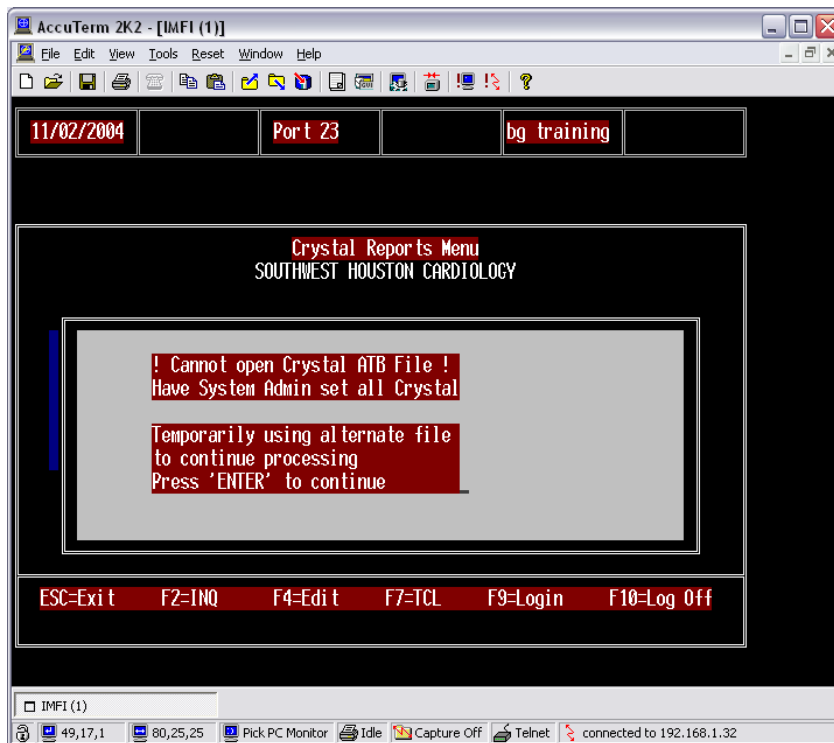 AccuTerm 2K2 - [IMFI (1)]
File Edit View Tools Reset Window Help
11/02/2004 Port 23 bg training
Crystal Reports Menu
SOUTHWEST HOUSTON CARDIOLOGY
! Cannot open Crystal ATB File !
Have System Admin set all Crystal
Temporarily using alternate file
to continue processing
Press 'ENTER' to continue
ESC=Exit F2=INQ F4=Edit F7=TCL F9=Login F10=Log Off
IMFI (1)
49,17,1 80,25,25 Pick PC Monitor Idle Capture Off Telnet connected to 192.168.1.32